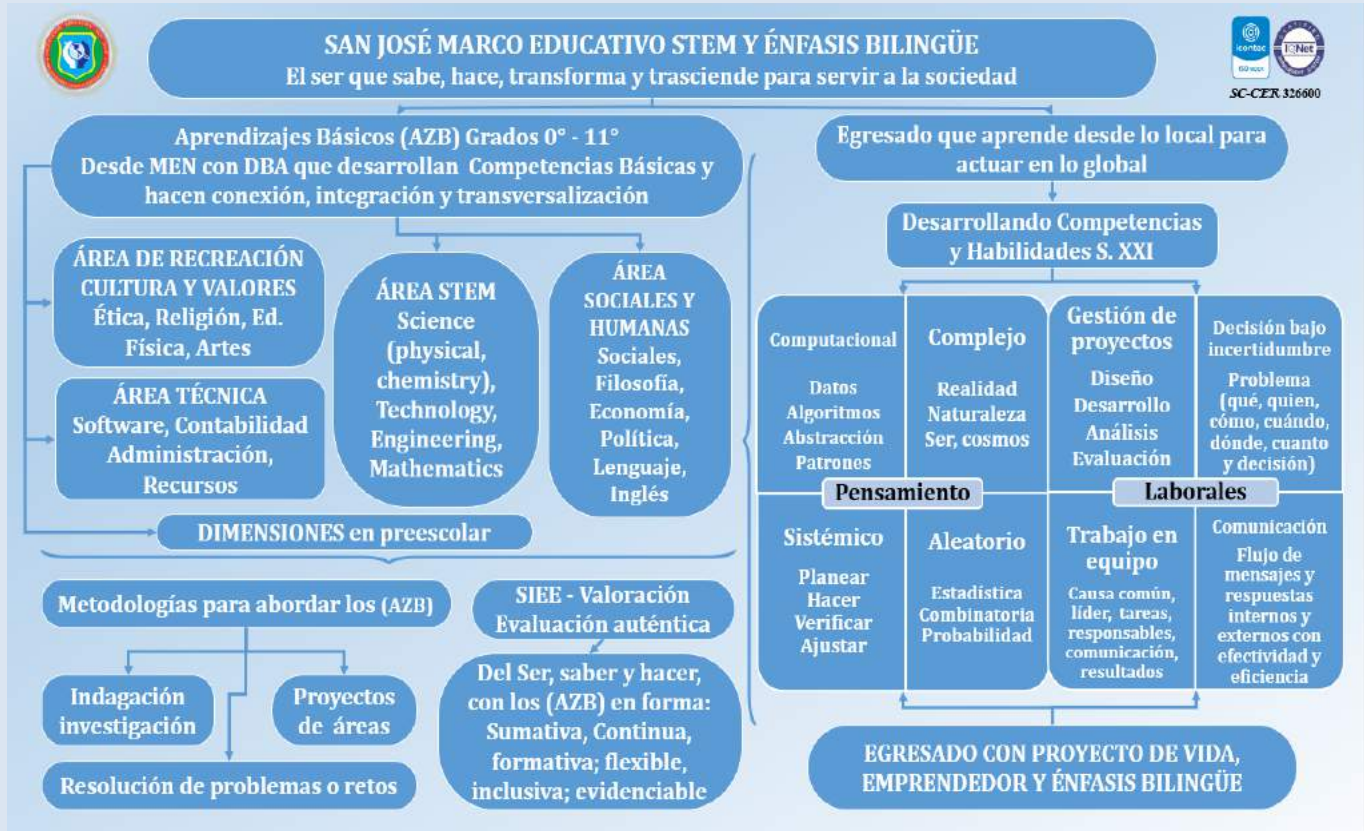 SAN JOSÉ MARCO EDUCATIVO STEM Y ÉNFASIS BILINGÜE
El ser que sabe, hace, transforma y trasciende para servir a la sociedad
icontec
IQNet
SC-CER 326600
Aprendizajes Básicos (AZB) Grados 0° - 11°
Desde MEN con DBA que desarrollan Competencias Básicas y
hacen conexión, integración y transversalización
ÁREA DE RECREACIÓN
CULTURA Y VALORES
Ética, Religión, Ed.
Física, Artes
ÁREA TÉCNICA
Software, Contabilidad
Administración,
Recursos
ÁREA STEM
Science
(physical,
chemistry),
Technology,
Engineering,
Mathematics
ÁREA
SOCIALES Y
HUMANAS
Sociales,
Filosofía,
Economía,
Política,
Lenguaje,
Inglés
DIMENSIONES en preescolar
Metodologías para abordar los (AZB)
Indagación
investigación
Proyectos
de áreas
Resolución de problemas o retos
SIEE - Valoración
Evaluación auténtica
Del Ser, saber y hacer,
con los (AZB) en forma:
Sumativa, Continua,
formativa; flexible,
inclusiva; evidenciable
Egresado que aprende desde lo local para
actuar en lo global
Desarrollando Competencias
y Habilidades S. XXI
Computacional
Datos
Algoritmos
Abstracción
Patrones
Complejo
Realidad
Naturaleza
Ser, cosmos
Gestión de
proyectos
Diseño
Desarrollo
Análisis
Evaluación
Decisión bajo
incertidumbre
Problema
(qué, quien,
cómo, cuándo,
dónde, cuanto
y decisión)
Pensamiento
Laborales
Sistémico
Planear
Hacer
Verificar
Ajustar
Aleatorio
Estadística
Combinatoria
Probabilidad
Trabajo en
equipo
Causa común,
líder, tareas,
responsables,
comunicación,
resultados
Comunicación
Flujo de
mensajes y
respuestas
internos y
externos con
efectividad y
eficiencia
EGRESADO CON PROYECTO DE VIDA,
EMPRENDEDOR Y ÉNFASIS BILINGÜE